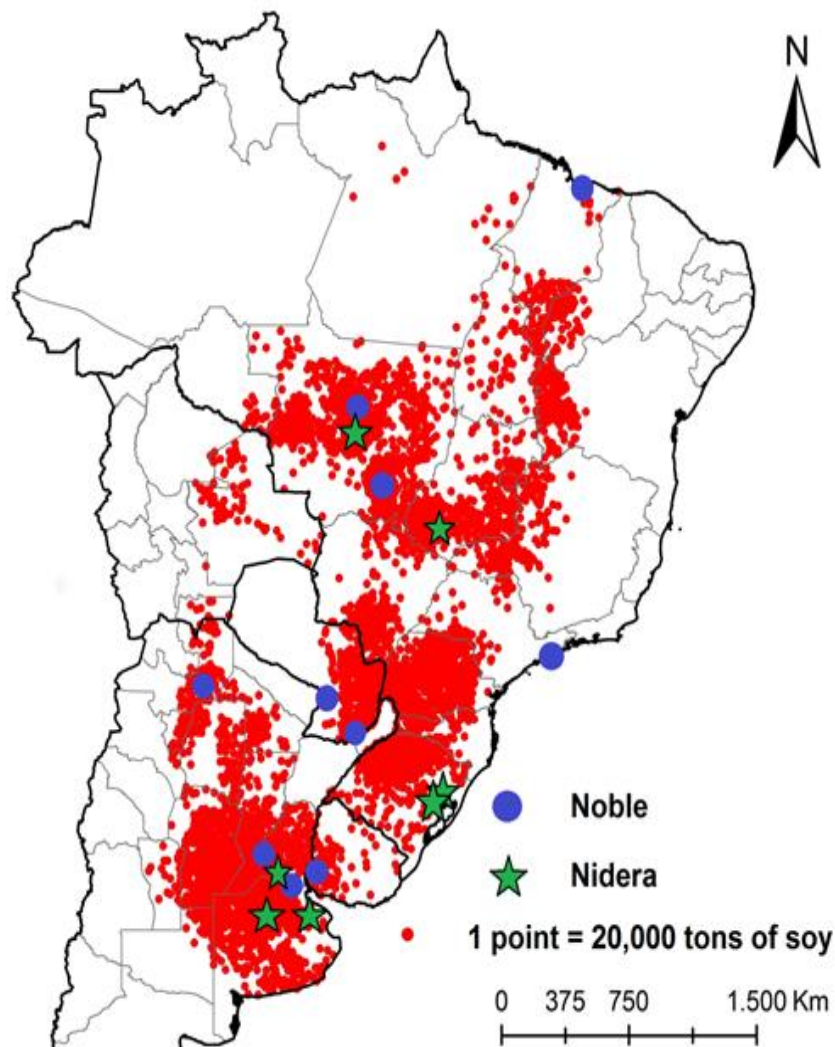 N
Noble
Nidera
1 point = 20,000 tons of soy
0 375 750 1.500 Km